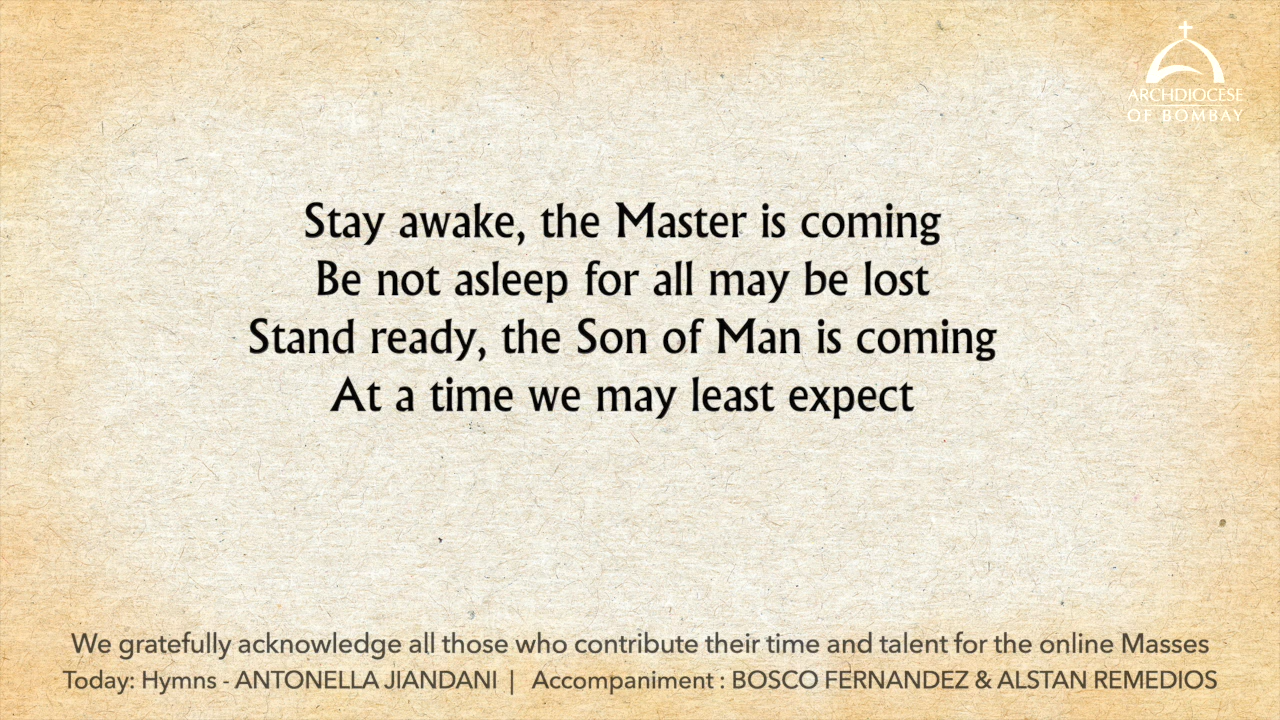 ARCHDIOCESE
OF BOMBAY
Stay awake, the Master is coming
Be not asleep for all may be lost
Stand ready, the Son of Man is coming
At a time we may least expect
We gratefully acknowledge all those who contribute their time and talent for the online Masses
Today: Hymns - ANTONELLA JIANDANI | Accompaniment : BOSCO FERNANDEZ & ALSTAN REMEDIOS